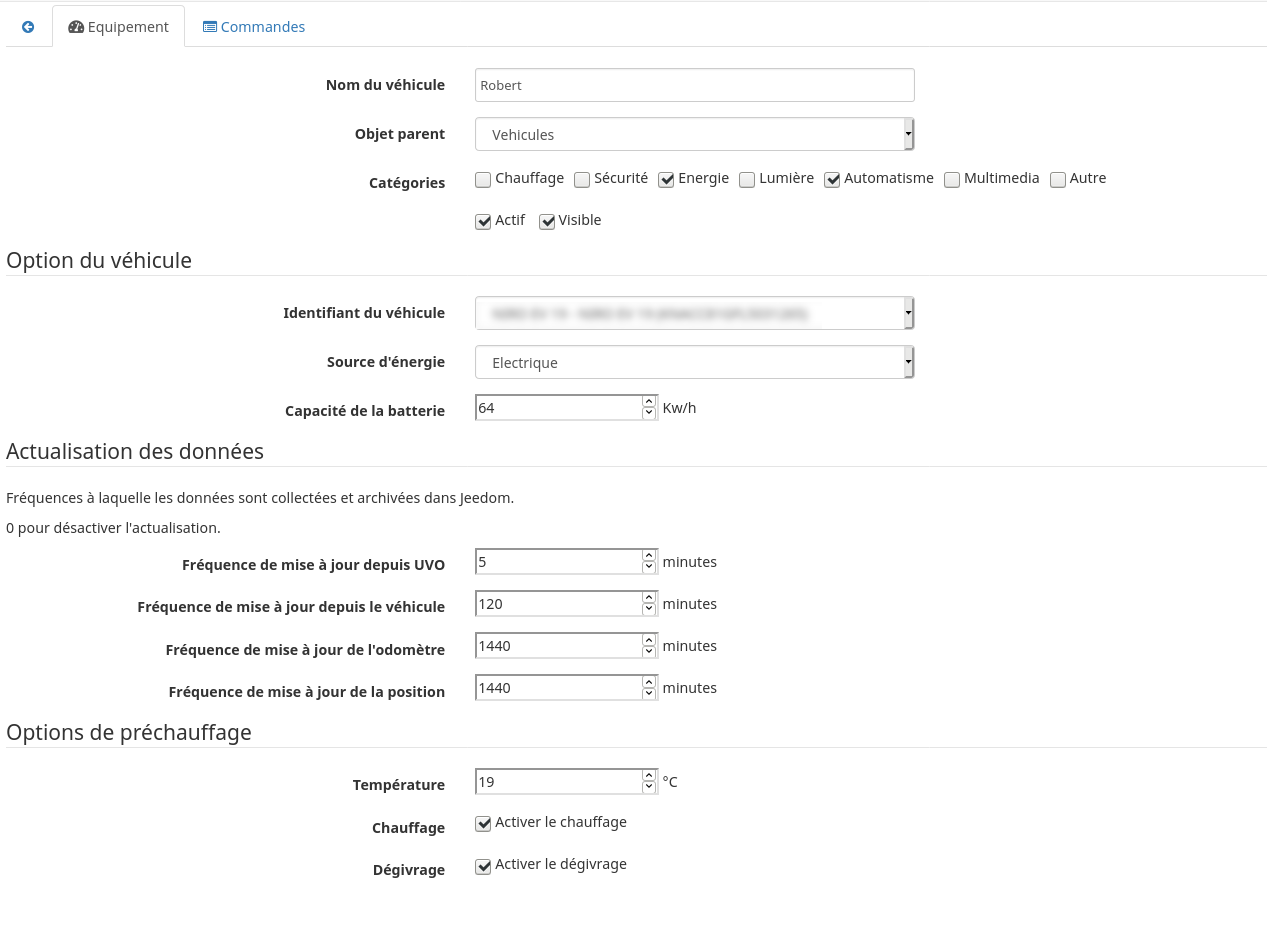 Equipement Commandes
Nom du véhicule Robert
Objet parent Vehicules
Catégories Chauffage Sécurité Energie Lumière Automatisme Multimedia Autre
Actif Visible
Option du véhicule
Identifiant du véhicule
Source d'énergie Electrique
Capacité de la batterie 64 Kw/h
Actualisation des données
Fréquences à laquelle les données sont collectées et archivées dans Jeedom.
0 pour désactiver l'actualisation.
Fréquence de mise à jour depuis UVO 5 minutes
Fréquence de mise à jour depuis le véhicule 120 minutes
Fréquence de mise à jour de l'odomètre 1440 minutes
Fréquence de mise à jour de la position 1440 minutes
Options de préchauffage
Température 19 °C
Chauffage Activer le chauffage
Dégivrage Activer le dégivrage